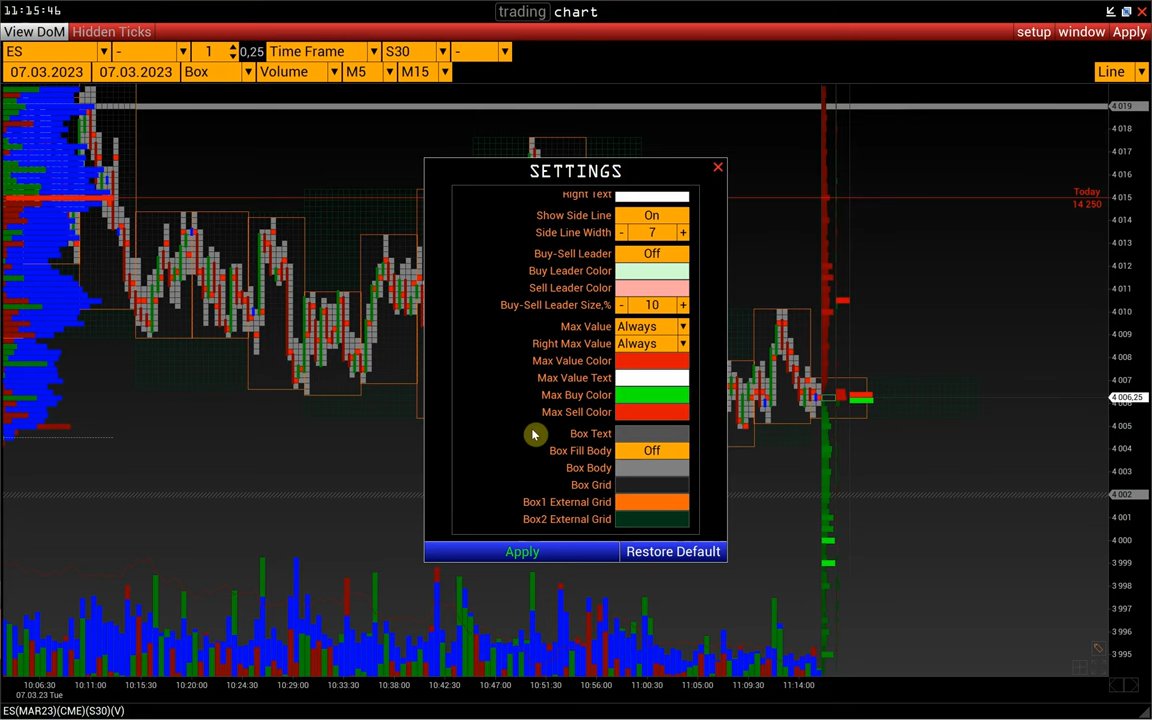 11:15:46
trading chart
View DoM Hidden Ticks setup window Apply
ES - 1 0,25 Time Frame S30 -
07.03.2023 07.03.2023 Box Volume M5 M15 Line
SETTINGS
Right Text
Show Side Line On
Side Line Width - 7 +
Buy-Sell Leader Off
Buy Leader Color
Sell Leader Color
Buy-Sell Leader Size,% - 10 +
Max Value Always
Right Max Value Always
Max Value Color
Max Value Text
Max Buy Color
Max Sell Color
Box Text
Box Fill Body Off
Box Body
Box Grid
Box1 External Grid
Box2 External Grid
Apply Restore Default
Today
14 250
4 019
4 018
4 017
4 016
4 015
4 014
4 013
4 012
4 011
4 010
4 009
4 008
4 007
4 006,25
4 005
4 004
4 003
4 002
4 001
4 000
3 999
3 998
3 997
3 996
3 995
10:06:30 10:11:00 10:15:30 10:20:00 10:24:30 10:29:00 10:33:30 10:38:00 10:42:30 10:47:00 10:51:30 10:56:00 11:00:30 11:05:00 11:09:30 11:14:00
07.03.23 Tue
ES(MAR23)(CME)(S30)(V)